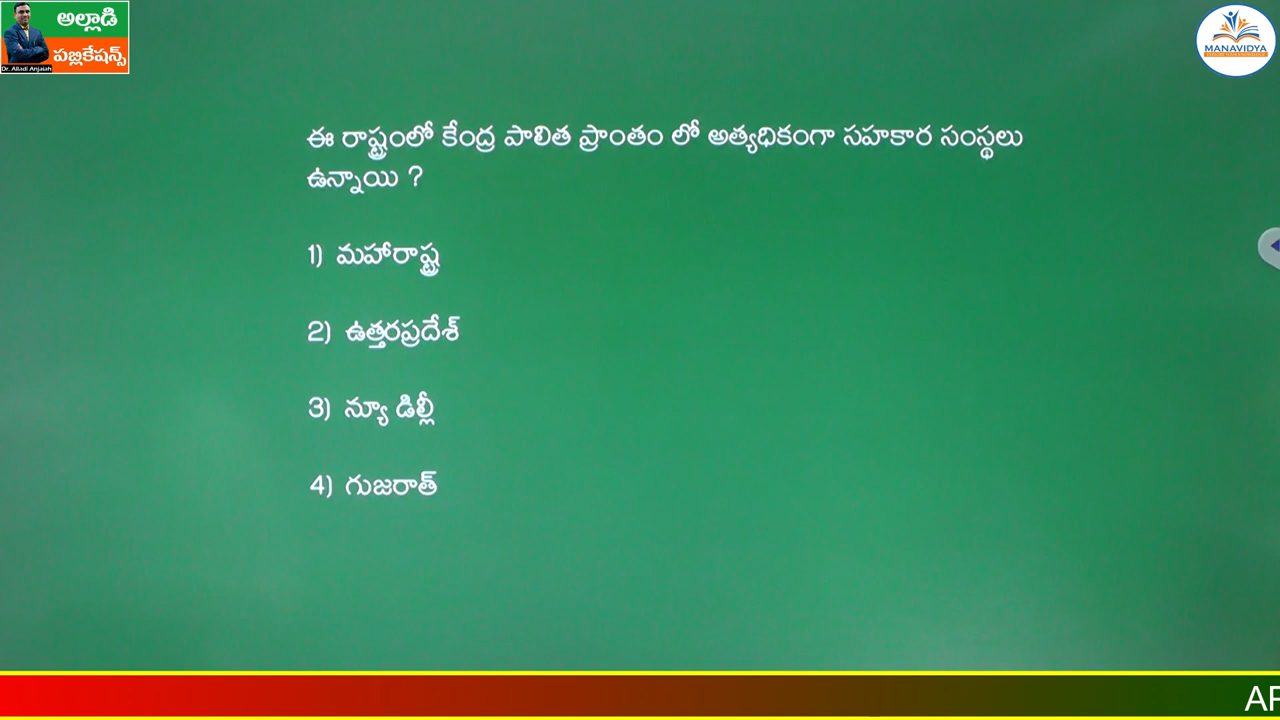 అల్లాడి
పబ్లికేషన్స్
Dr. Alladi Anjaiah
MANAVIDYA
ఈ రాష్ట్రంలో కేంద్ర పాలిత ప్రాంతం లో అత్యధికంగా సహకార సంస్థలు
ఉన్నాయి ?
1) మహారాష్ట్ర
2) ఉత్తరప్రదేశ్
3) న్యూ డిల్లీ
4) గుజరాత్